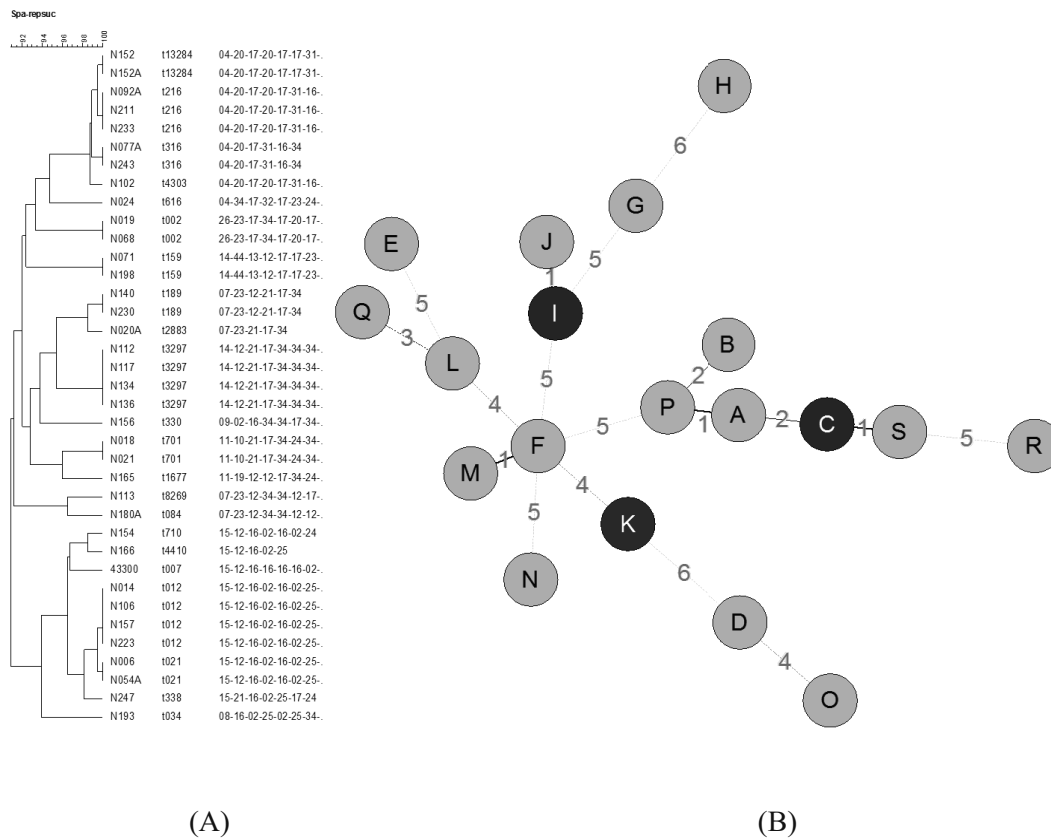 Spa-repsuc
92 94 96 98 100
N152 t13284 04-20-17-20-17-17-31-.
N152A t13284 04-20-17-20-17-17-31-.
N092A t216 04-20-17-20-17-31-16-.
N211 t216 04-20-17-20-17-31-16-.
N233 t216 04-20-17-20-17-31-16-.
N077A t316 04-20-17-31-16-34
N243 t316 04-20-17-31-16-34
N102 t4303 04-20-17-20-17-31-16-.
N024 t616 04-34-17-32-17-23-24-.
N019 t002 26-23-17-34-17-20-17-.
N068 t002 26-23-17-34-17-20-17-.
N071 t159 14-44-13-12-17-17-23-.
N198 t159 14-44-13-12-17-17-23-.
N140 t189 07-23-12-21-17-34
N230 t189 07-23-12-21-17-34
N020A t2883 07-23-21-17-34
N112 t3297 14-12-21-17-34-34-34-.
N117 t3297 14-12-21-17-34-34-34-.
N134 t3297 14-12-21-17-34-34-34-.
N136 t3297 14-12-21-17-34-34-34-.
N156 t330 09-02-16-34-34-17-34-.
N018 t701 11-10-21-17-34-24-34-.
N021 t701 11-10-21-17-34-24-34-.
N165 t1677 11-19-12-12-17-34-24-.
N113 t8269 07-23-12-34-34-12-17-.
N180A t084 07-23-12-34-34-12-12-.
N154 t710 15-12-16-02-16-02-24
N166 t4410 15-12-16-02-25
43300 t007 15-12-16-16-16-16-02-.
N014 t012 15-12-16-02-16-02-25-.
N106 t012 15-12-16-02-16-02-25-.
N157 t012 15-12-16-02-16-02-25-.
N223 t012 15-12-16-02-16-02-25-.
N006 t021 15-12-16-02-16-02-25-.
N054A t021 15-12-16-02-16-02-25-.
N247 t338 15-21-16-02-25-17-24
N193 t034 08-16-02-25-02-25-34-.
H
6
G
E J
5 1 5
Q I
3 B
L 2
4 5 P A C S R
5 1 2 1 5
F
M 1
4
5 K
N
6
D
4
O
(A) (B)